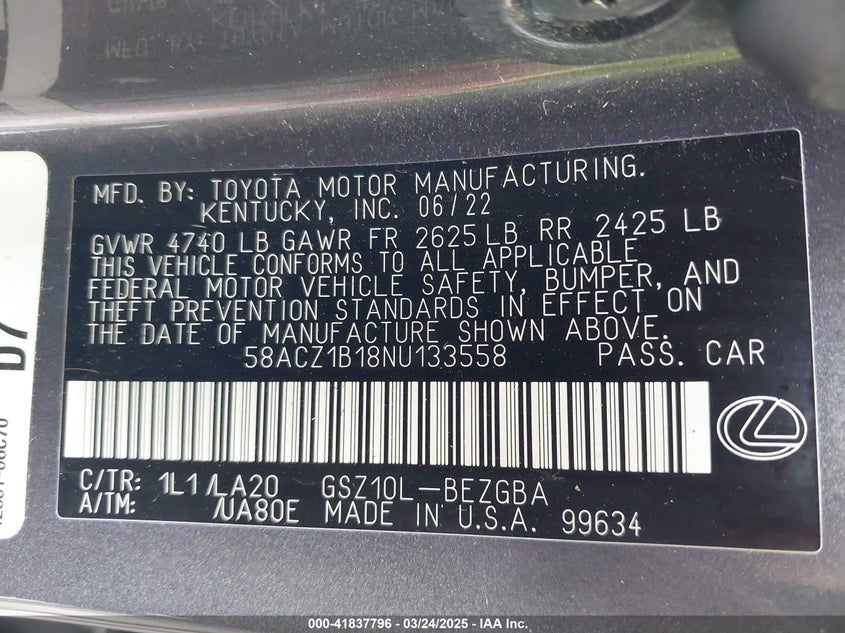 MFD. BY: TOYOTA MOTOR MANUFACTURING.
KENTUCKY, INC. 06/22
GVWR 4740 LB GAWR FR 2625 LB RR 2425 LB
THIS VEHICLE CONFORMS TO ALL APPLICABLE
FEDERAL MOTOR VEHICLE SAFETY, BUMPER, AND
THEFT PREVENTION STANDARDS IN EFFECT ON
THE DATE OF MANUFACTURE SHOWN ABOVE.
58ACZ1B18NU133558 PASS. CAR
C/TR: 1L1/LA20 GSZ10L-BEZGBA
A/TM: /UA80E MADE IN U.S.A. 99634
D7
000-41837796 - 03/24/2025 - IAA Inc.